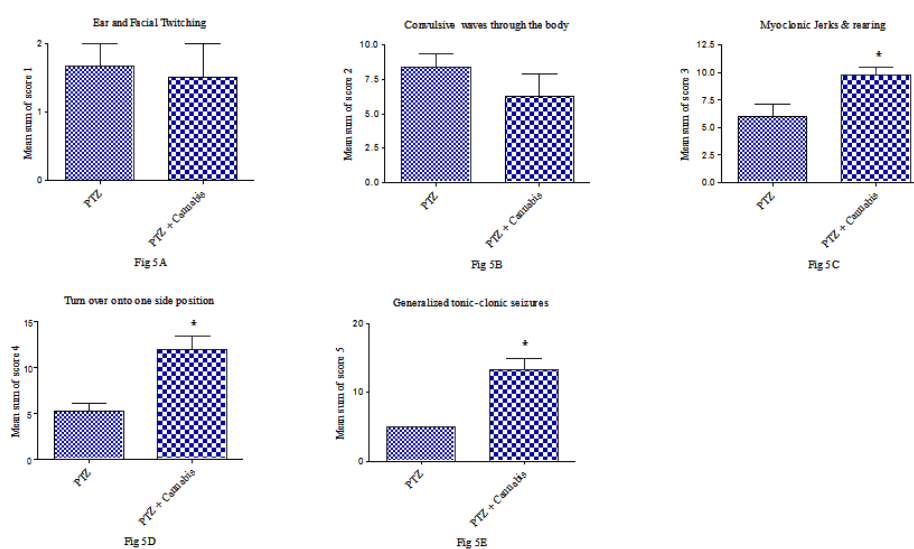 Ear and Facial Twitching
Mean sum of score 1
2
1
0
PTZ
PTZ + Cannabis
Fig 5A
Convulsive waves through the body
Mean sum of score 2
10.0
7.5
5.0
2.5
0.0
PTZ
PTZ + Cannabis
Fig 5B
Myoclonic Jerks & rearing
Mean sum of score 3
12.5
10.0
7.5
5.0
2.5
0.0
*
PTZ
PTZ + Cannabis
Fig 5C
Turn over onto one side position
Mean sum of score 4
15
10
5
0
*
PTZ
PTZ + Cannabis
Fig 5D
Generalized tonic-clonic seizures
Mean sum of score 5
20
10
0
*
PTZ
PTZ + Cannabis
Fig 5E